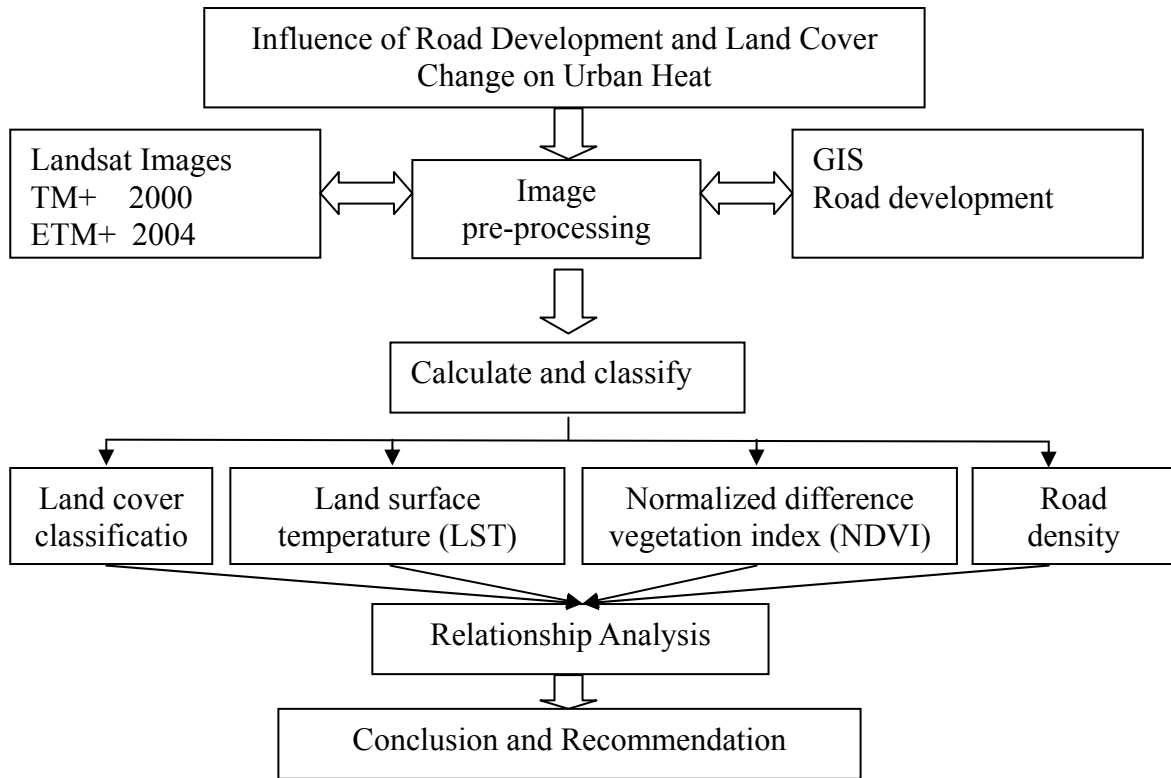 Influence of Road Development and Land Cover
Change on Urban Heat
Landsat Images
TM+ 2000
ETM+ 2004
Image
pre-processing
GIS
Road development
Calculate and classify
Land cover
classificatio
Land surface
temperature (LST)
Normalized difference
vegetation index (NDVI)
Road
density
Relationship Analysis
Conclusion and Recommendation